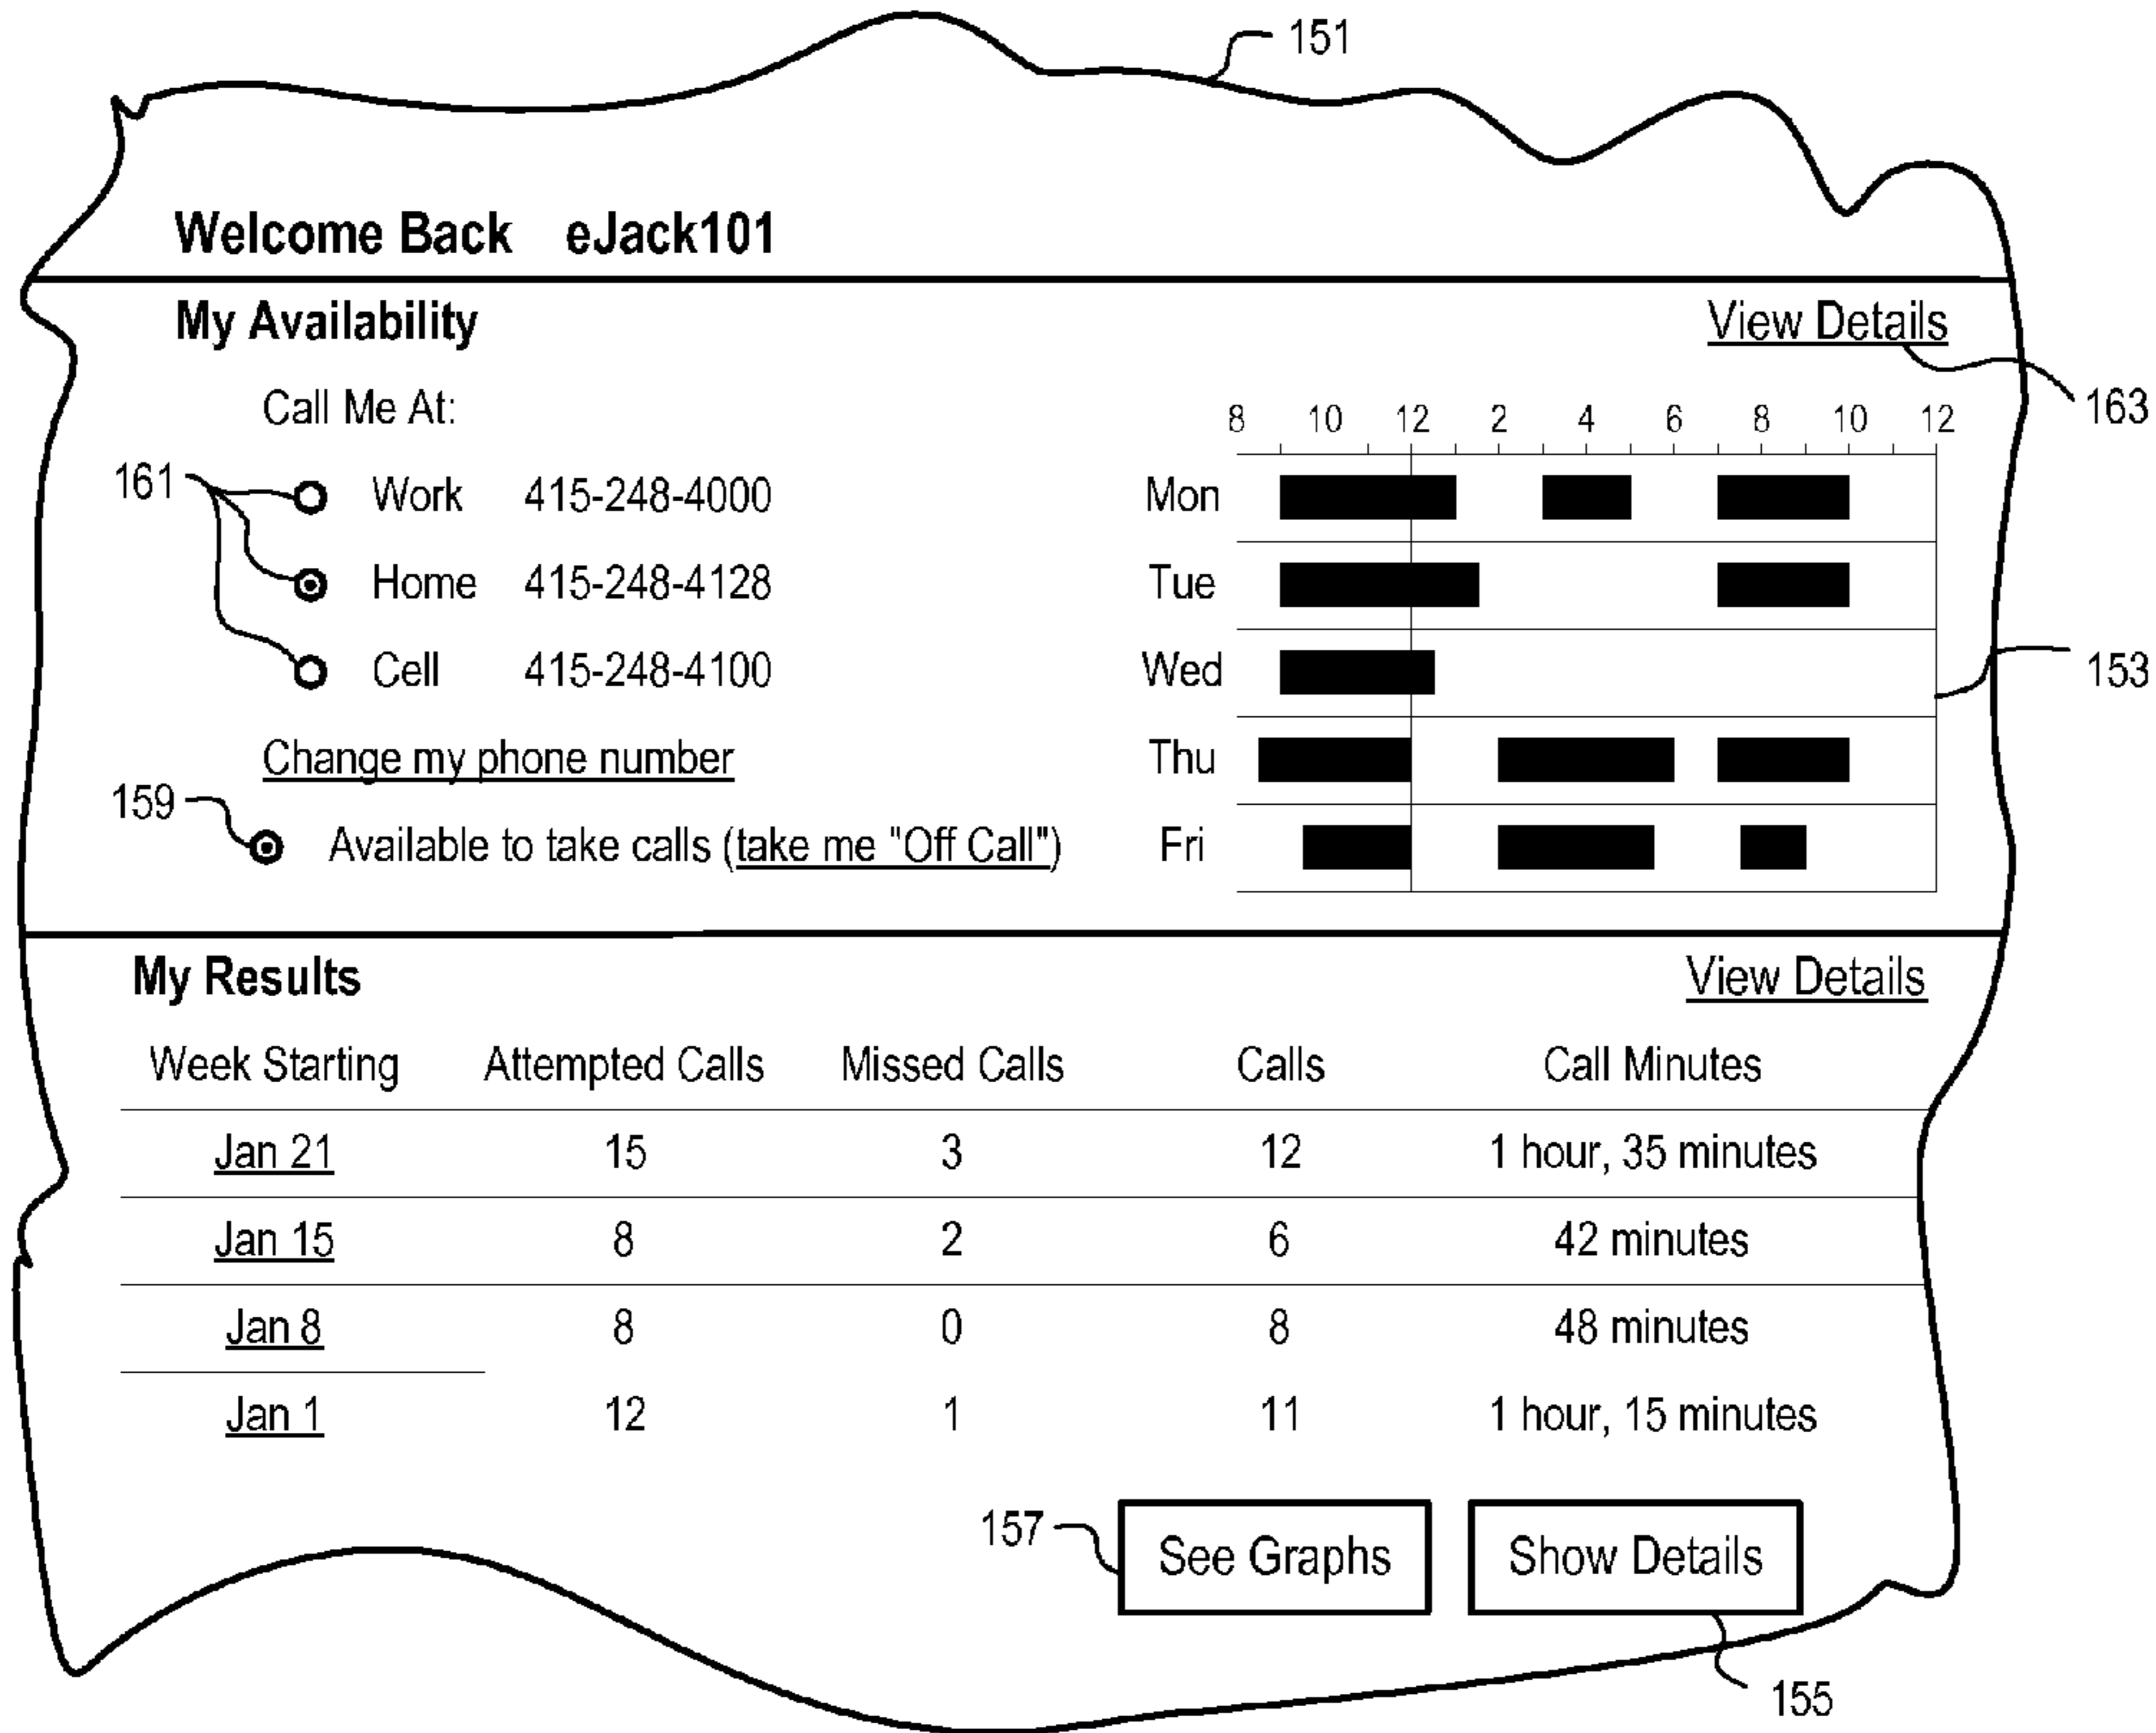 151
Welcome Back eJack101
My Availability View Details
163
Call Me At:
8 10 12 2 4 6 8 10 12
161 Work 415-248-4000 Mon
Home 415-248-4128 Tue
Cell 415-248-4100 Wed
153
Change my phone number Thu
159
Available to take calls (take me "Off Call") Fri
My Results View Details
Week Starting Attempted Calls Missed Calls Calls Call Minutes
Jan 21 15 3 12 1 hour, 35 minutes
Jan 15 8 2 6 42 minutes
Jan 8 8 0 8 48 minutes
Jan 1 12 1 11 1 hour, 15 minutes
157 See Graphs Show Details
155